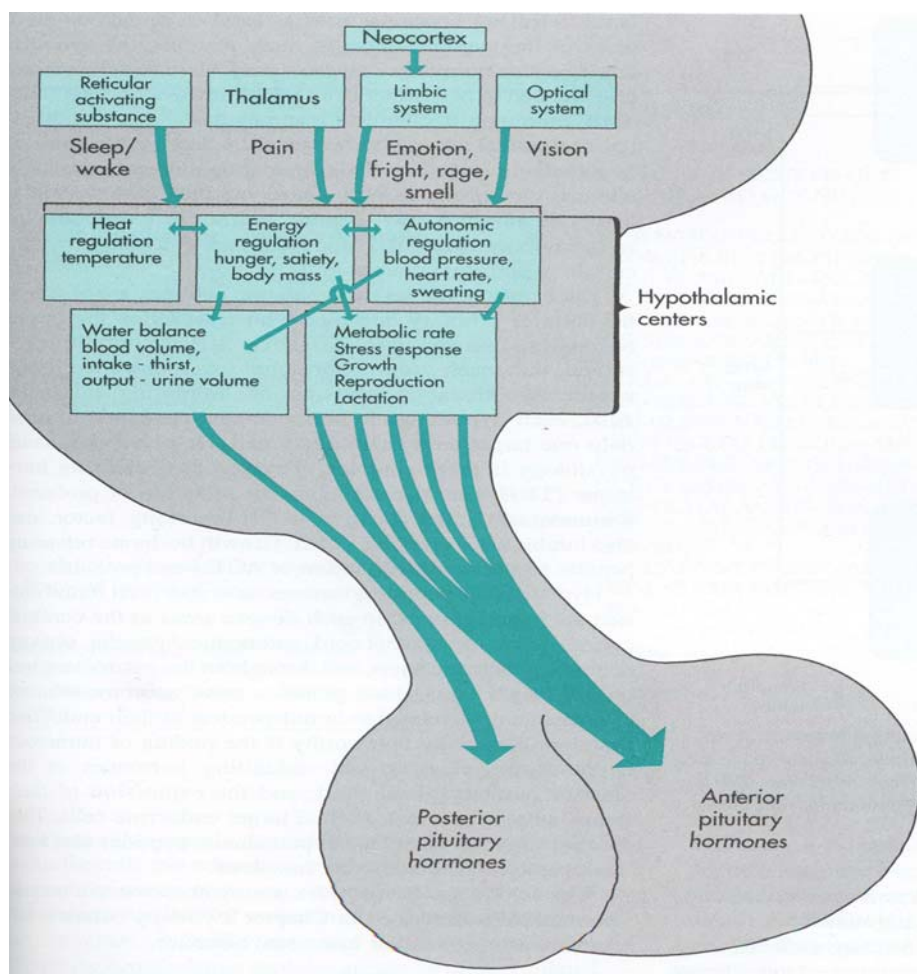 Neocortex
Reticular
activating
substance
Thalamus
Limbic
system
Optical
system
Sleep/
wake
Pain
Emotion,
fright, rage,
smell
Vision
Heat
regulation
temperature
Energy
regulation
hunger, satiety,
body mass
Autonomic
regulation
blood pressure,
heart rate,
sweating
Hypothalamic
centers
Water balance
blood volume,
intake - thirst,
output - urine volume
Metabolic rate
Stress response
Growth
Reproduction
Lactation
Posterior
pituitary
hormones
Anterior
pituitary
hormones